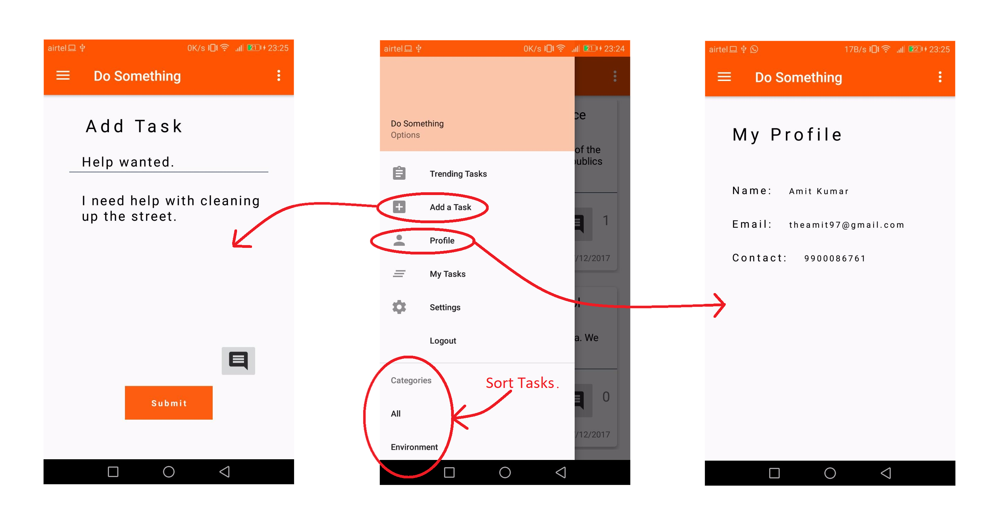 airtel 0K/s 21 23:25
Do Something
Add Task
Help wanted.
I need help with cleaning
up the street.
Submit
airtel 0K/s 21 23:24
Do Something
Options
Trending Tasks
Add a Task
Profile
My Tasks
Settings
Logout
Categories
All
Environment
Sort Tasks.
of the
1
/12/2017
a. We
0
/12/2017
airtel 17B/s 22 23:25
Do Something
My Profile
Name: Amit Kumar
Email: theamit97@gmail.com
Contact: 9900086761